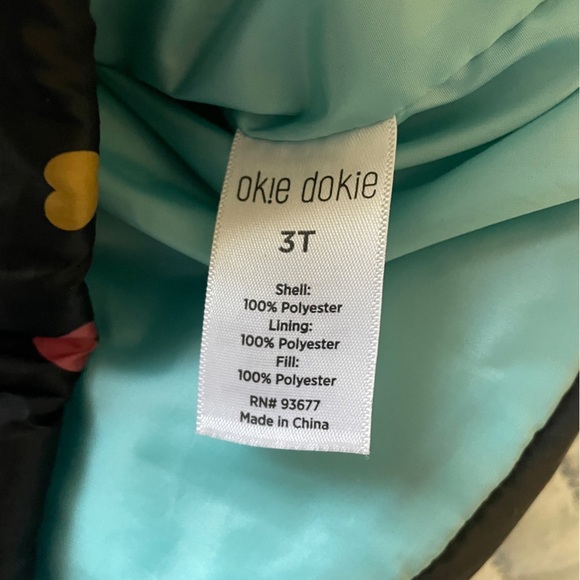 okie dokie
3T
Shell:
100% Polyester
Lining:
100% Polyester
Fill:
100% Polyester
RN# 93677
Made in China